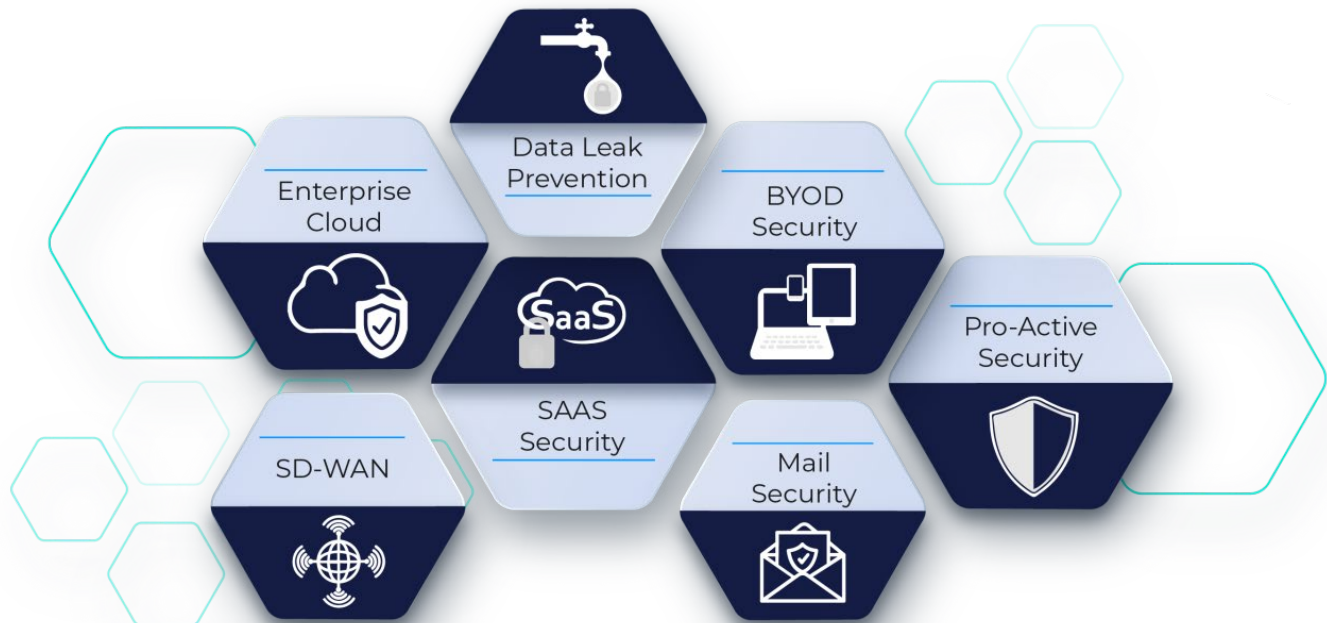 Data Leak
Prevention
Enterprise
Cloud
BYOD
Security
SaaS
Pro-Active
Security
SAAS
Security
SD-WAN
Mail
Security